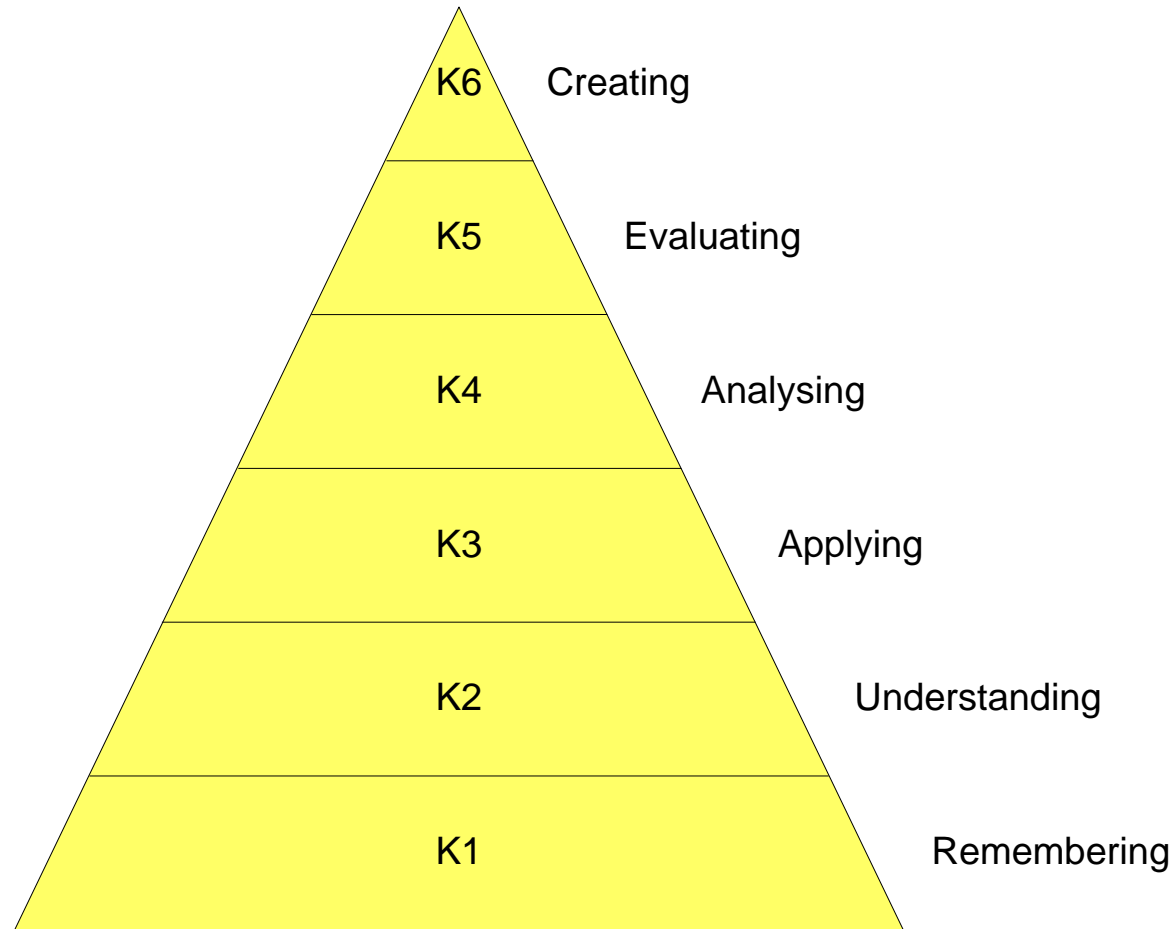 K6 Creating
K5 Evaluating
K4 Analysing
K3 Applying
K2 Understanding
K1 Remembering